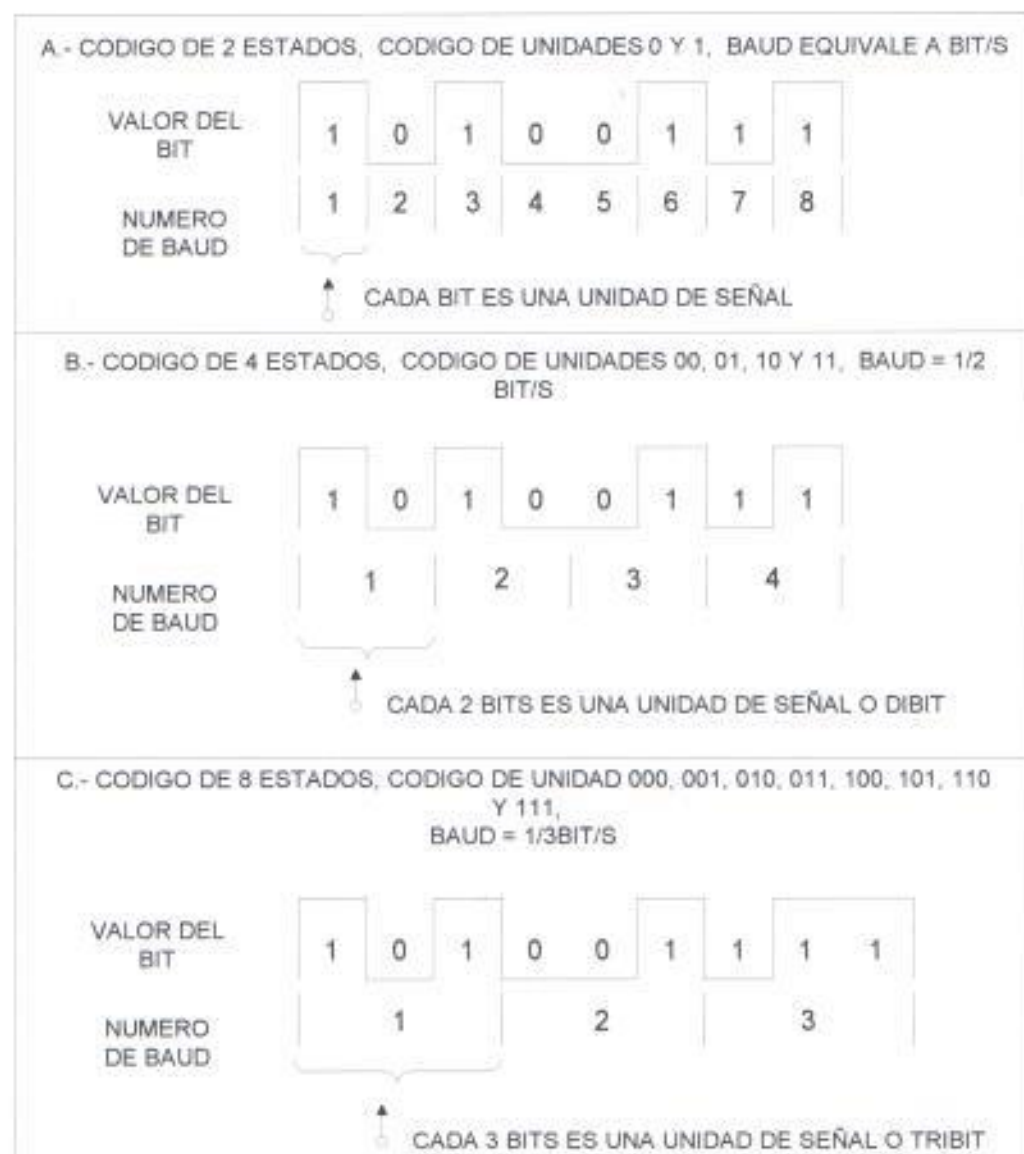 A.- CODIGO DE 2 ESTADOS, CODIGO DE UNIDADES 0 Y 1, BAUD EQUIVALE A BIT/S
VALOR DEL
BIT
1 0 1 0 0 1 1 1
NUMERO
DE BAUD
1 2 3 4 5 6 7 8
CADA BIT ES UNA UNIDAD DE SEÑAL
B.- CODIGO DE 4 ESTADOS, CODIGO DE UNIDADES 00, 01, 10 Y 11, BAUD = 1/2
BIT/S
VALOR DEL
BIT
1 0 1 0 0 1 1 1
NUMERO
DE BAUD
1 2 3 4
CADA 2 BITS ES UNA UNIDAD DE SEÑAL O DIBIT
C.- CODIGO DE 8 ESTADOS, CODIGO DE UNIDAD 000, 001, 010, 011, 100, 101, 110
Y 111,
BAUD = 1/3BIT/S
VALOR DEL
BIT
1 0 1 0 0 1 1 1 1
NUMERO
DE BAUD
1 2 3
CADA 3 BITS ES UNA UNIDAD DE SEÑAL O TRIBIT